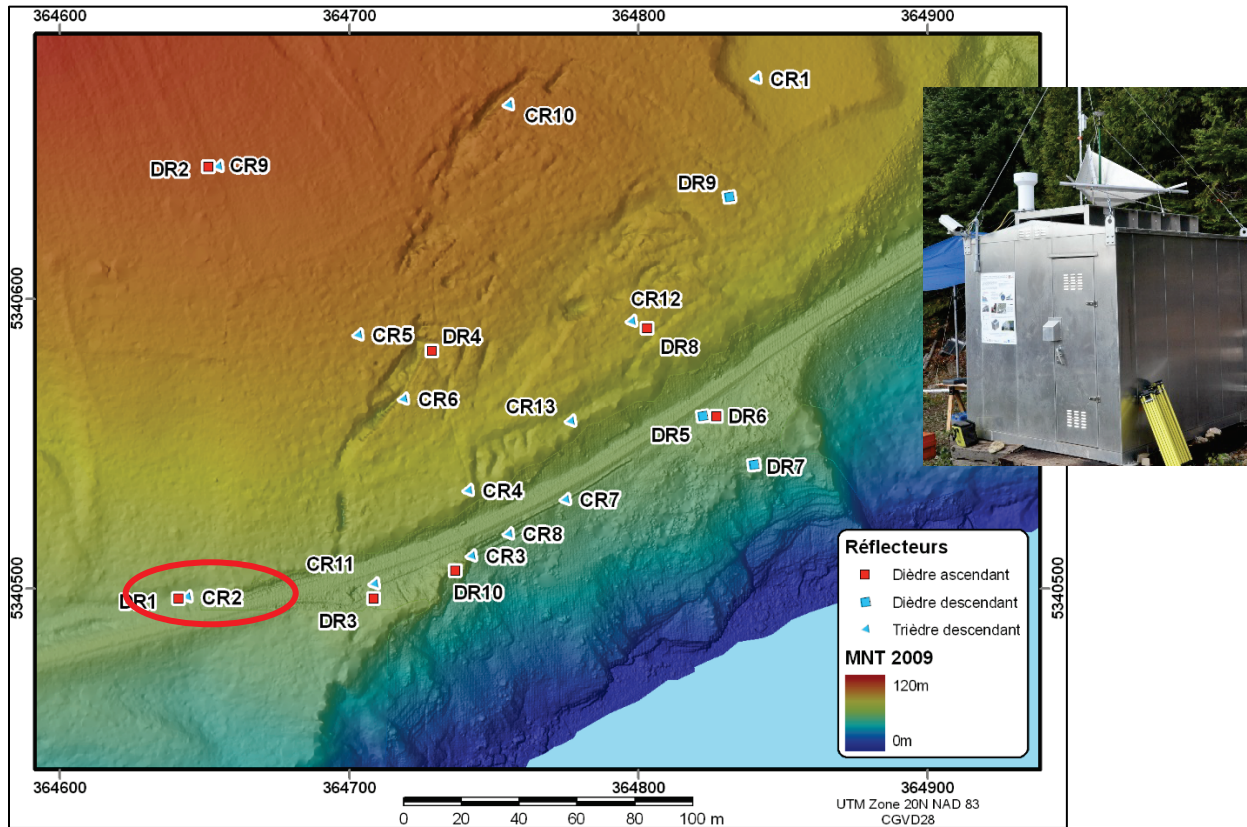 364600 364700 364800 364900
CR1
CR10
DR2 CR9
DR9
5340600
CR12
CR5 DR4
DR8
CR6
CR13
DR5 DR6
DR7
CR4
CR7
CR8
CR11 CR3
5340500 5340500
DR1 CR2
DR10
DR3
Réflecteurs
Dièdre ascendant
Dièdre descendant
Trièdre descendant
MNT 2009
120m
0m
364600 364700 364800 364900
0 20 40 60 80 100 m
UTM Zone 20N NAD 83
CGVD28